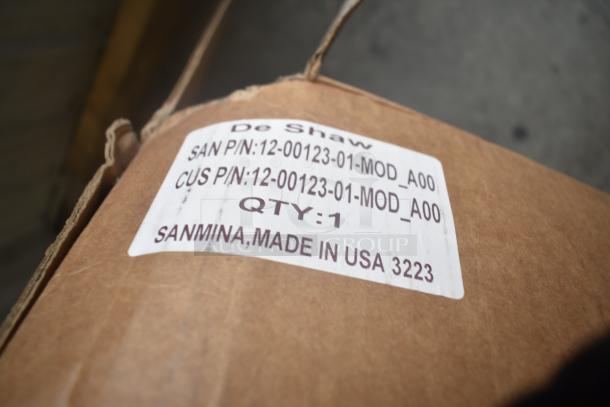 De Shaw
SAN P/N:12-00123-01-MOD_A00
CUS P/N:12-00123-01-MOD_A00
QTY:1
SANMINA,MADE IN USA 3223